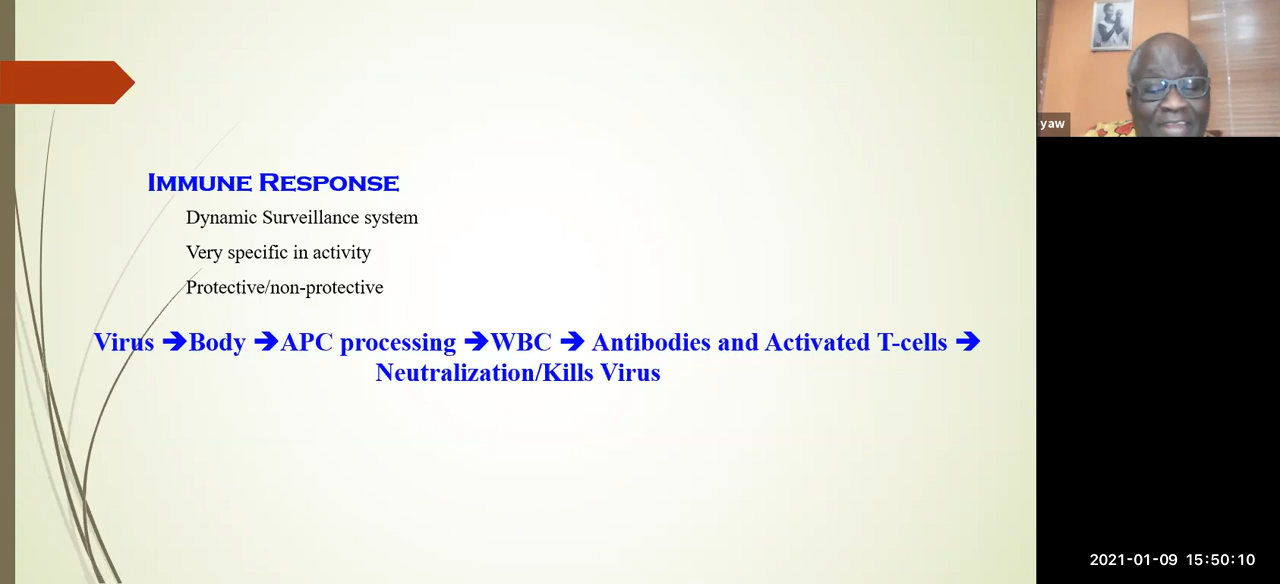 Immune Response
Dynamic Surveillance system
Very specific in activity
Protective/non-protective
Virus ➔Body ➔APC processing ➔WBC ➔ Antibodies and Activated T-cells ➔
Neutralization/Kills Virus
yaw
2021-01-09 15:50:10